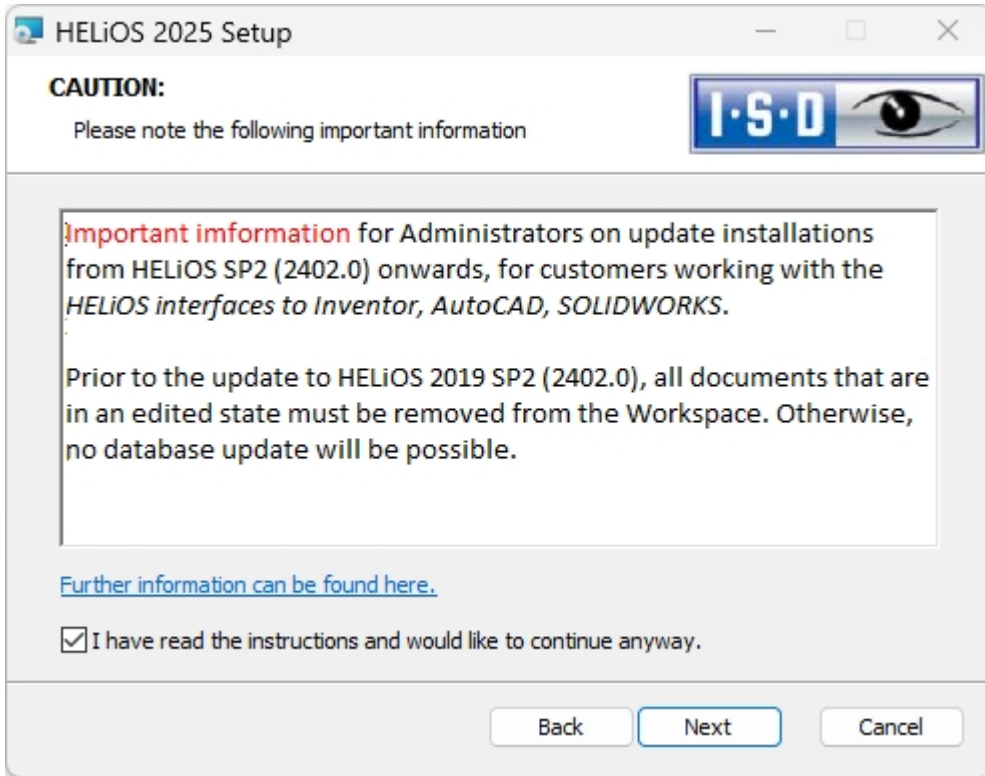 HELiOS 2025 Setup
CAUTION:
Please note the following important information
I·S·D
Important imformation for Administrators on update installations
from HELiOS SP2 (2402.0) onwards, for customers working with the
HELiOS interfaces to Inventor, AutoCAD, SOLIDWORKS.
Prior to the update to HELiOS 2019 SP2 (2402.0), all documents that are
in an edited state must be removed from the Workspace. Otherwise,
no database update will be possible.
Further information can be found here.
I have read the instructions and would like to continue anyway.
Back Next Cancel